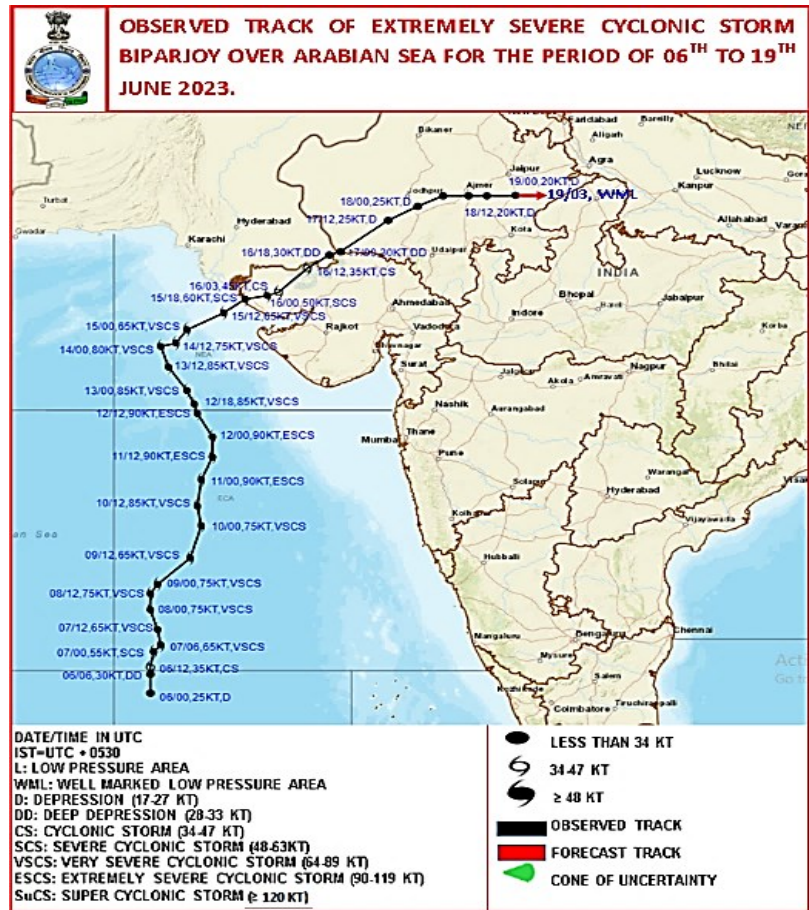 OBSERVED TRACK OF EXTREMELY SEVERE CYCLONIC STORM
BIPARJOY OVER ARABIAN SEA FOR THE PERIOD OF 06TH TO 19TH
JUNE 2023.
Faridabad
Bareilly
Bikaner
Aligarh
Jaipur
Agra
Lucknow
Turbat
Jodhpur
Ajmer
19/00,20KT,D
Kanpur
18/00,25KT,D
19/03, WML
Gwadar
Hyderabad
17/12,25KT,D
18/12,20KT,D
Allahabad
Karachi
Kota
16/18,30KT,DD
Udaipur
16/12,35KT,CS
INDIA
16/03,45KT,CS
15/18,60KT,SCS
16/00,50KT,SCS
Ahmedabad
Bhopal
Jabalpur
15/12,65KT,VSCS
Indore
15/00,65KT,VSCS
Rajkot
Vadodara
Korba
14/00,80KT,VSCS
14/12,75KT,VSCS
NEA
Bhavnagar
13/12,85KT,VSCS
Surat
Nagpur
Bhilai
Akola
Amravati
13/00,85KT,VSCS
12/18,85KT,VSCS
Nashik
Aurangabad
12/12,90KT,ESCS
12/00,90KT,ESCS
Mumbai
Thane
11/12,90KT,ESCS
Pune
Warangal
11/00,90KT,ESCS
Solapur
Hyderabad
ECA
10/12,85KT,VSCS
10/00,75KT,VSCS
Vijayawada
09/12,65KT,VSCS
Hubballi
09/00,75KT,VSCS
08/12,75KT,VSCS
08/00,75KT,VSCS
07/12,65KT,VSCS
Mangaluru
Bengaluru
Chennai
07/06,65KT,VSCS
07/00,55KT,SCS
Mysuru
06/12,35KT,CS
06/06,30KT,DD
Salem
Kozhikode
06/00,25KT,D
Coimbatore
Tiruchirappalli
DATE/TIME IN UTC
IST=UTC + 0530
L: LOW PRESSURE AREA
WML: WELL MARKED LOW PRESSURE AREA
D: DEPRESSION (17-27 KT)
DD: DEEP DEPRESSION (28-33 KT)
CS: CYCLONIC STORM (34-47 KT)
SCS: SEVERE CYCLONIC STORM (48-63KT)
VSCS: VERY SEVERE CYCLONIC STORM (64-89 KT)
ESCS: EXTREMELY SEVERE CYCLONIC STORM (90-119 KT)
SuCS: SUPER CYCLONIC STORM (≥ 120 KT)
LESS THAN 34 KT
34-47 KT
≥ 48 KT
OBSERVED TRACK
FORECAST TRACK
CONE OF UNCERTAINTY